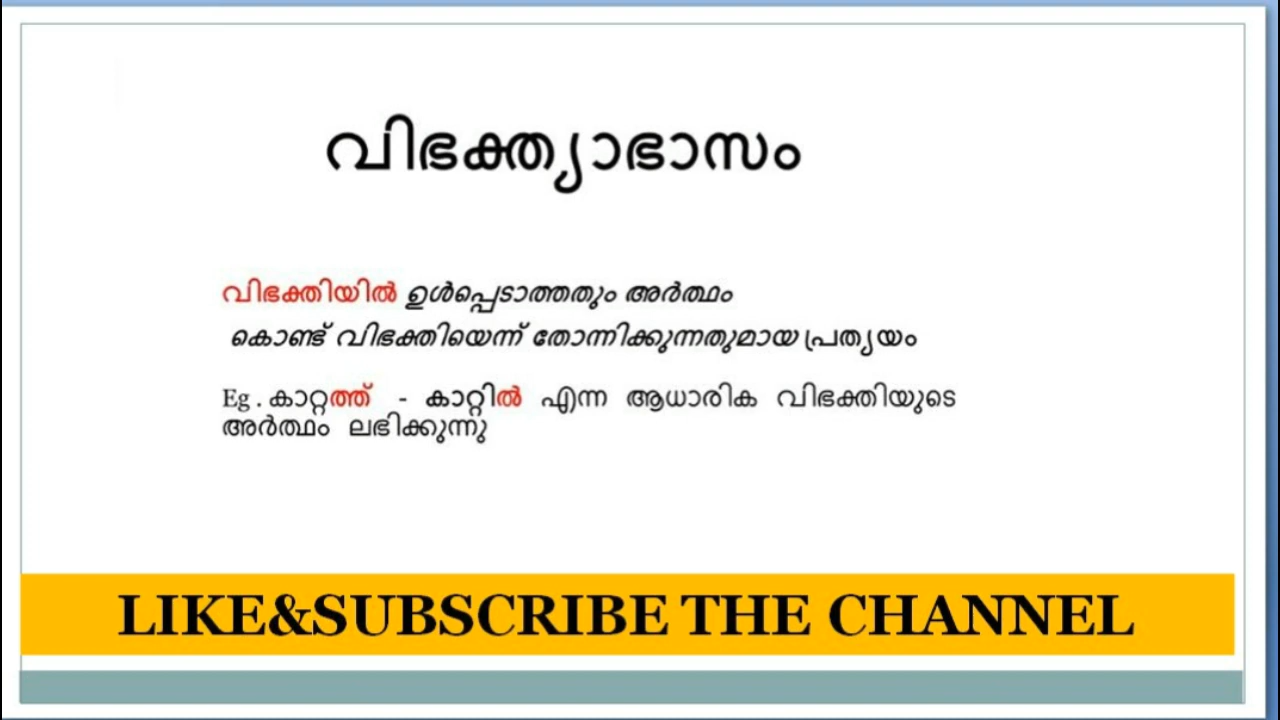 വിഭക്ത്യാഭാസം
വിഭക്തിയിൽ ഉൾപ്പെടാത്തതും അർത്ഥം
കൊണ്ട് വിഭക്തിയെന്ന് തോന്നിക്കുന്നതുമായ പ്രത്യയം
Eg . കാറ്റത്ത് - കാറ്റിൽ എന്ന ആധാരിക വിഭക്തിയുടെ
അർത്ഥം ലഭിക്കുന്നു
LIKE&SUBSCRIBE THE CHANNEL